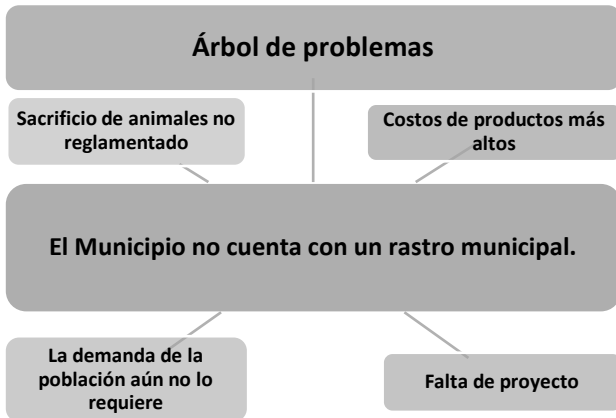 Árbol de problemas
Sacrificio de animales no
reglamentado
Costos de productos más
altos
El Municipio no cuenta con un rastro municipal.
La demanda de la
población aún no lo
requiere
Falta de proyecto